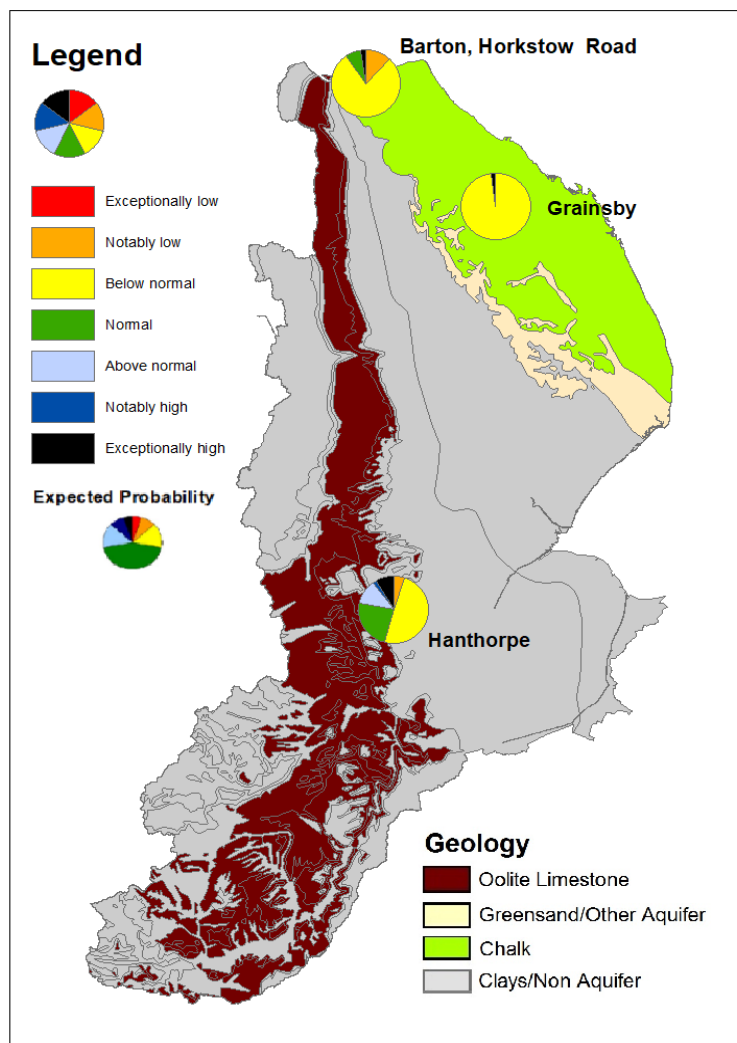 Legend
Barton, Horkstow Road
Grainsby
Exceptionally low
Notably low
Below normal
Normal
Above normal
Notably high
Exceptionally high
Expected Probability
Hanthorpe
Geology
Oolite Limestone
Greensand/Other Aquifer
Chalk
Clays/Non Aquifer